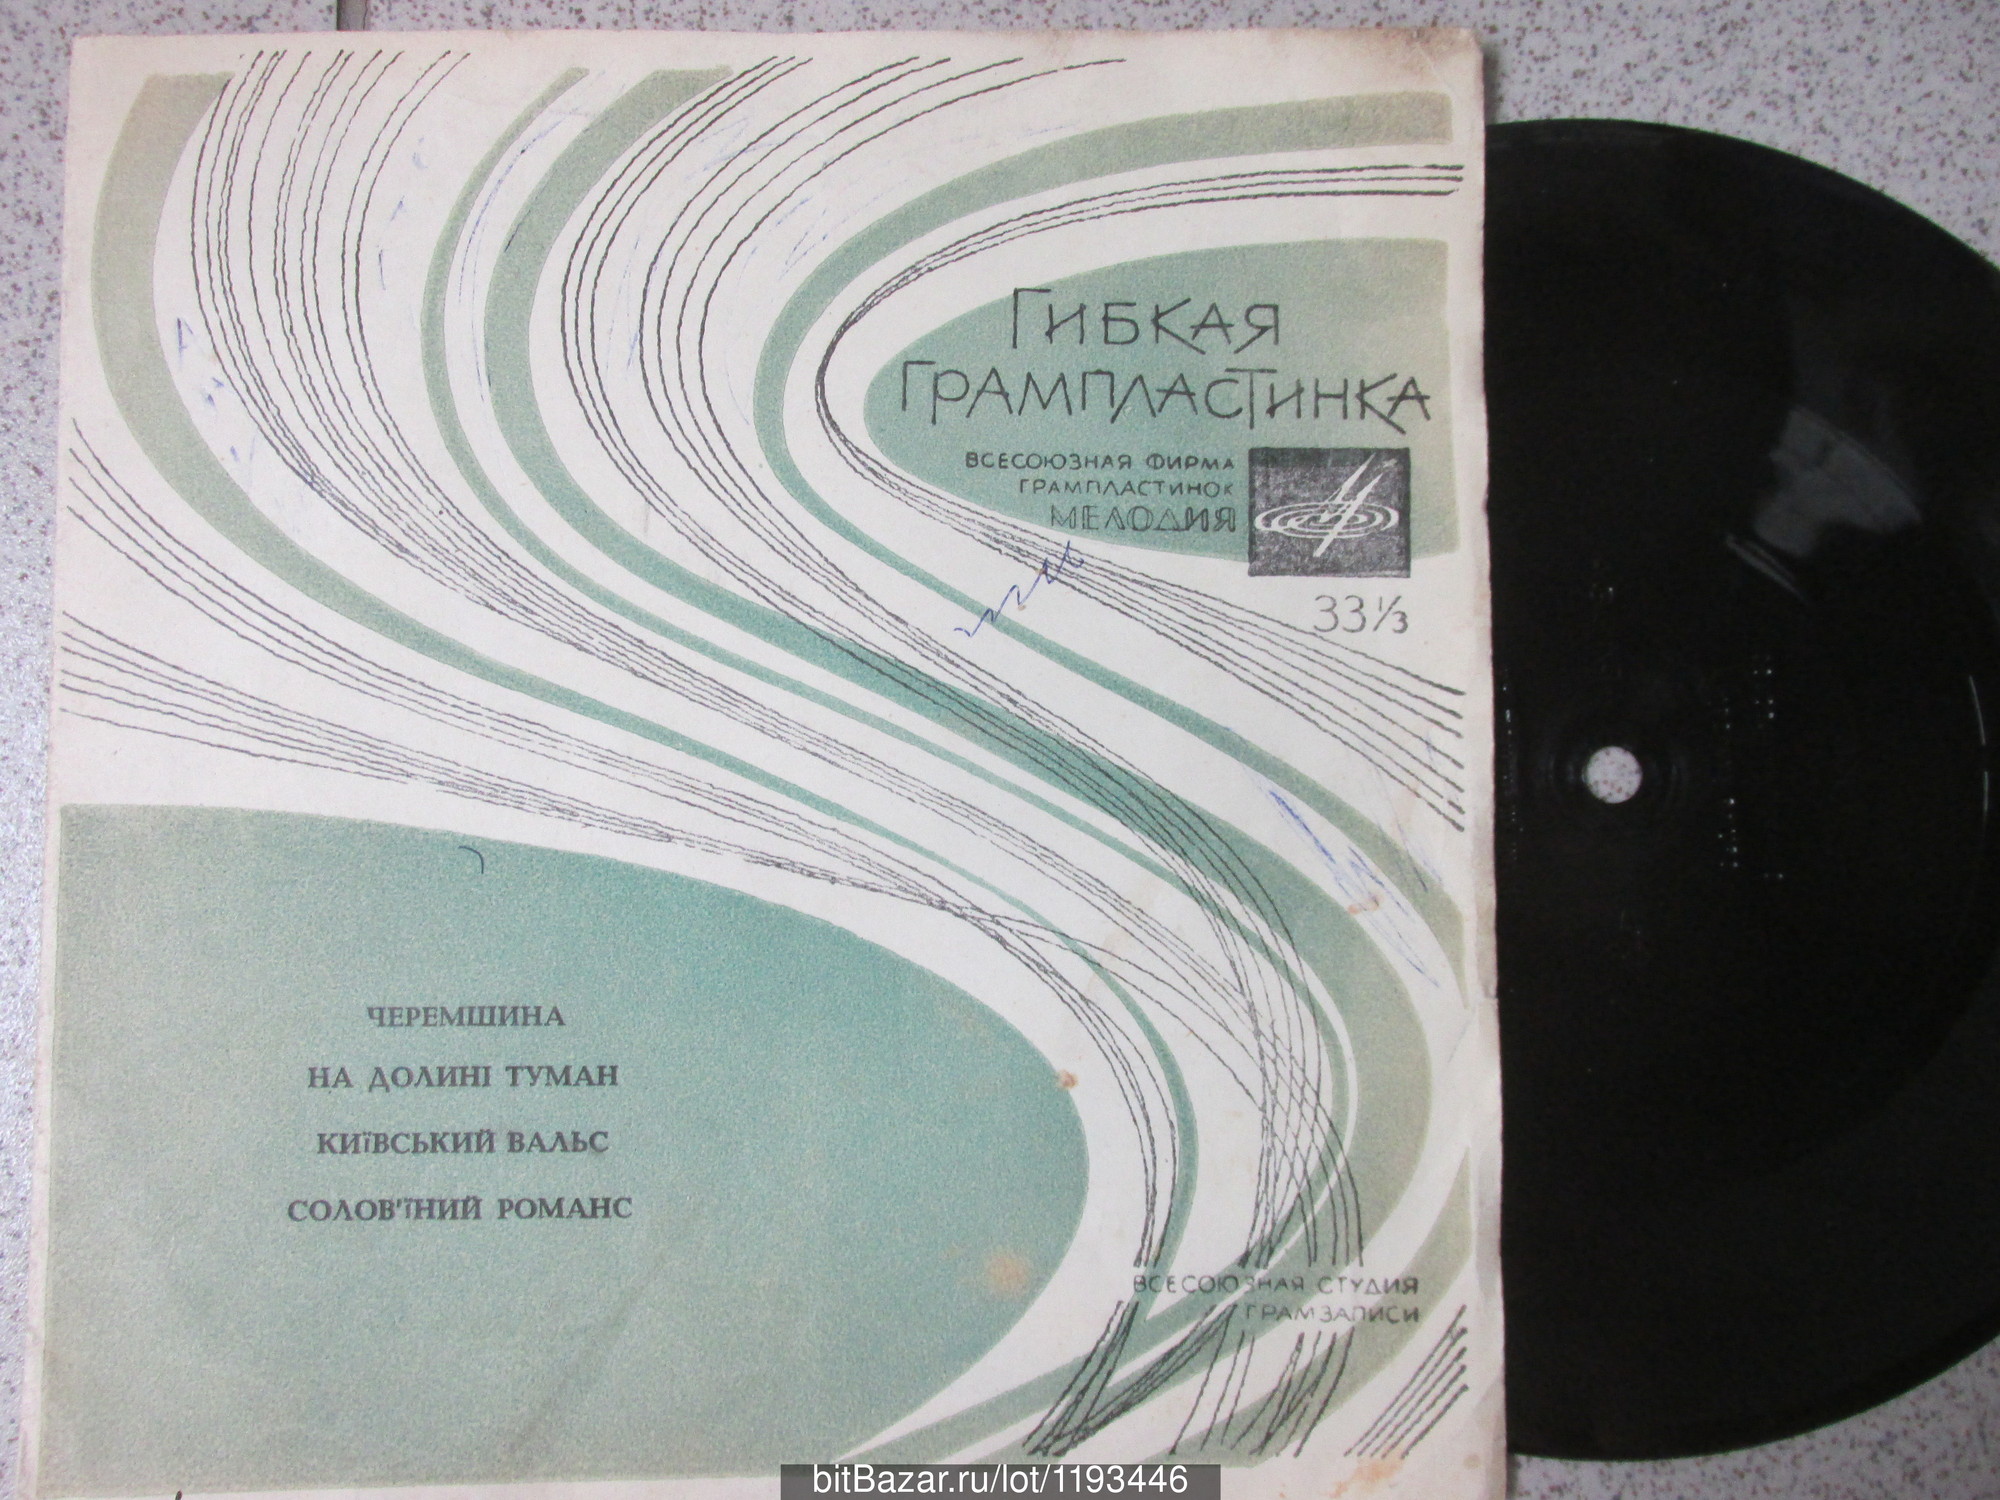 ГИБКАЯ
ГРАМПЛАСТИНКА
ВСЕСОЮЗНАЯ ФИРМА
ГРАМПЛАСТИНОК
МЕЛОДИЯ
33⅓
ЧЕРЕМШИНА
НА ДОЛИНІ ТУМАН
КИЇВСЬКИЙ ВАЛЬС
СОЛОВ'ЇНИЙ РОМАНС
ВСЕСОЮЗНАЯ СТУДИЯ
ГРАМЗАПИСИ
bitBazar.ru/lot/1193446